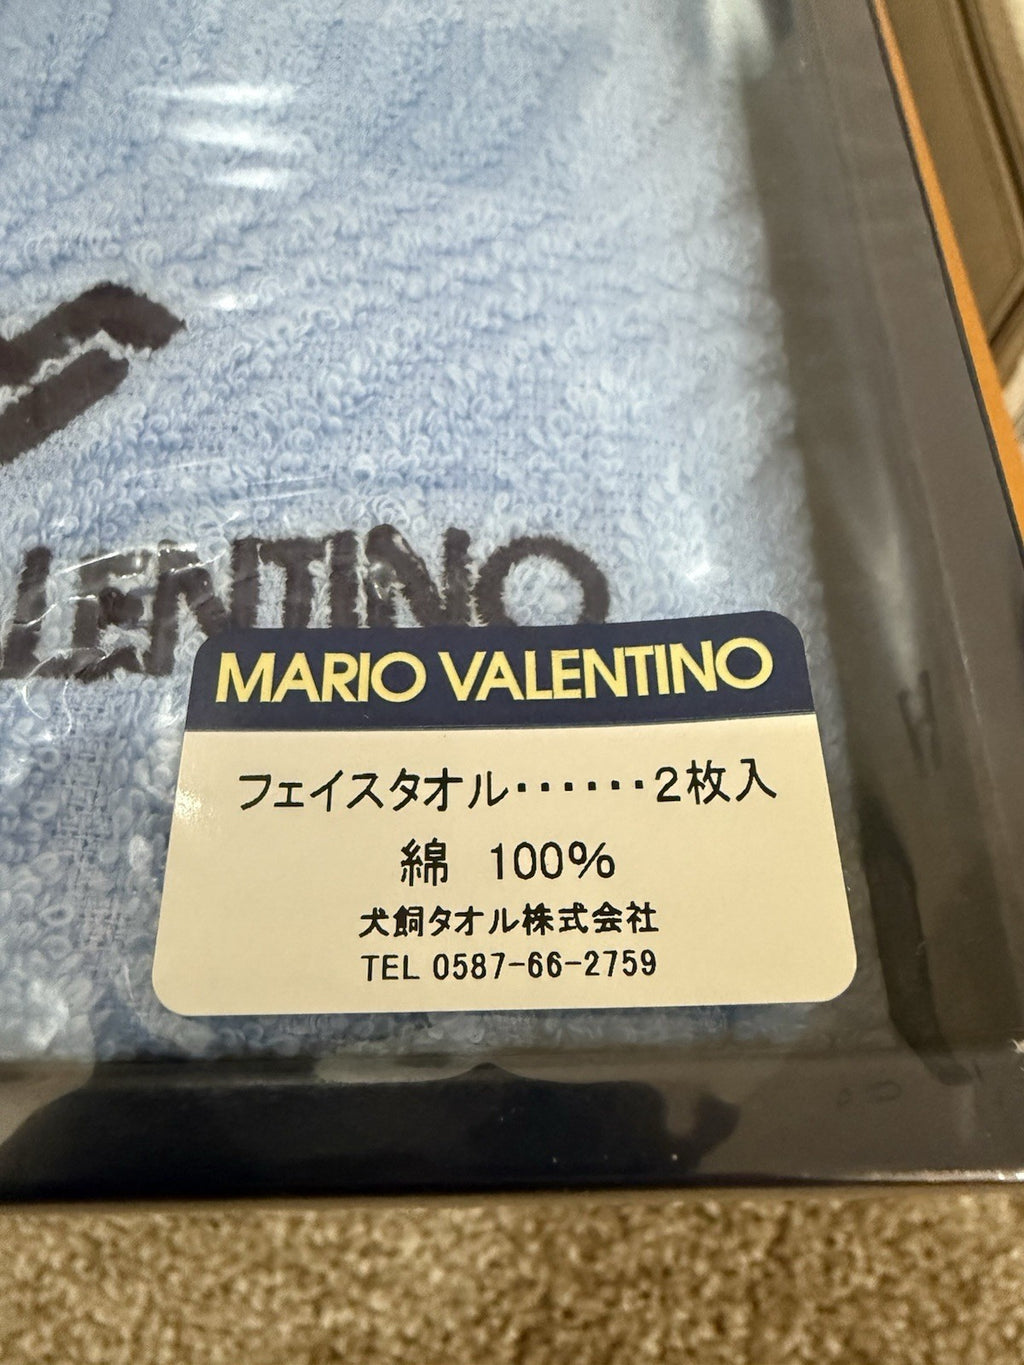 VALENTINO
MARIO VALENTINO
フェイスタオル・・・・・・2枚入
綿 100%
犬飼タオル株式会社
TEL 0587-66-2759